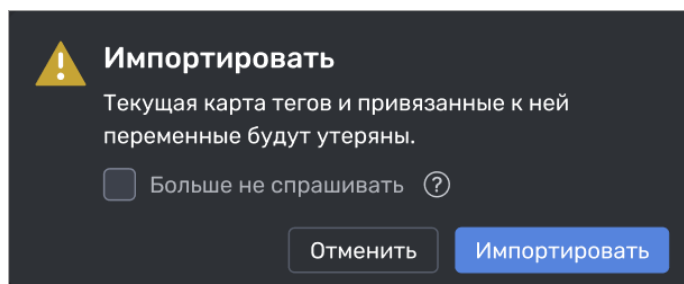 Импортировать
Текущая карта тегов и привязанные к ней
переменные будут утеряны.
Больше не спрашивать ?
Отменить Импортировать